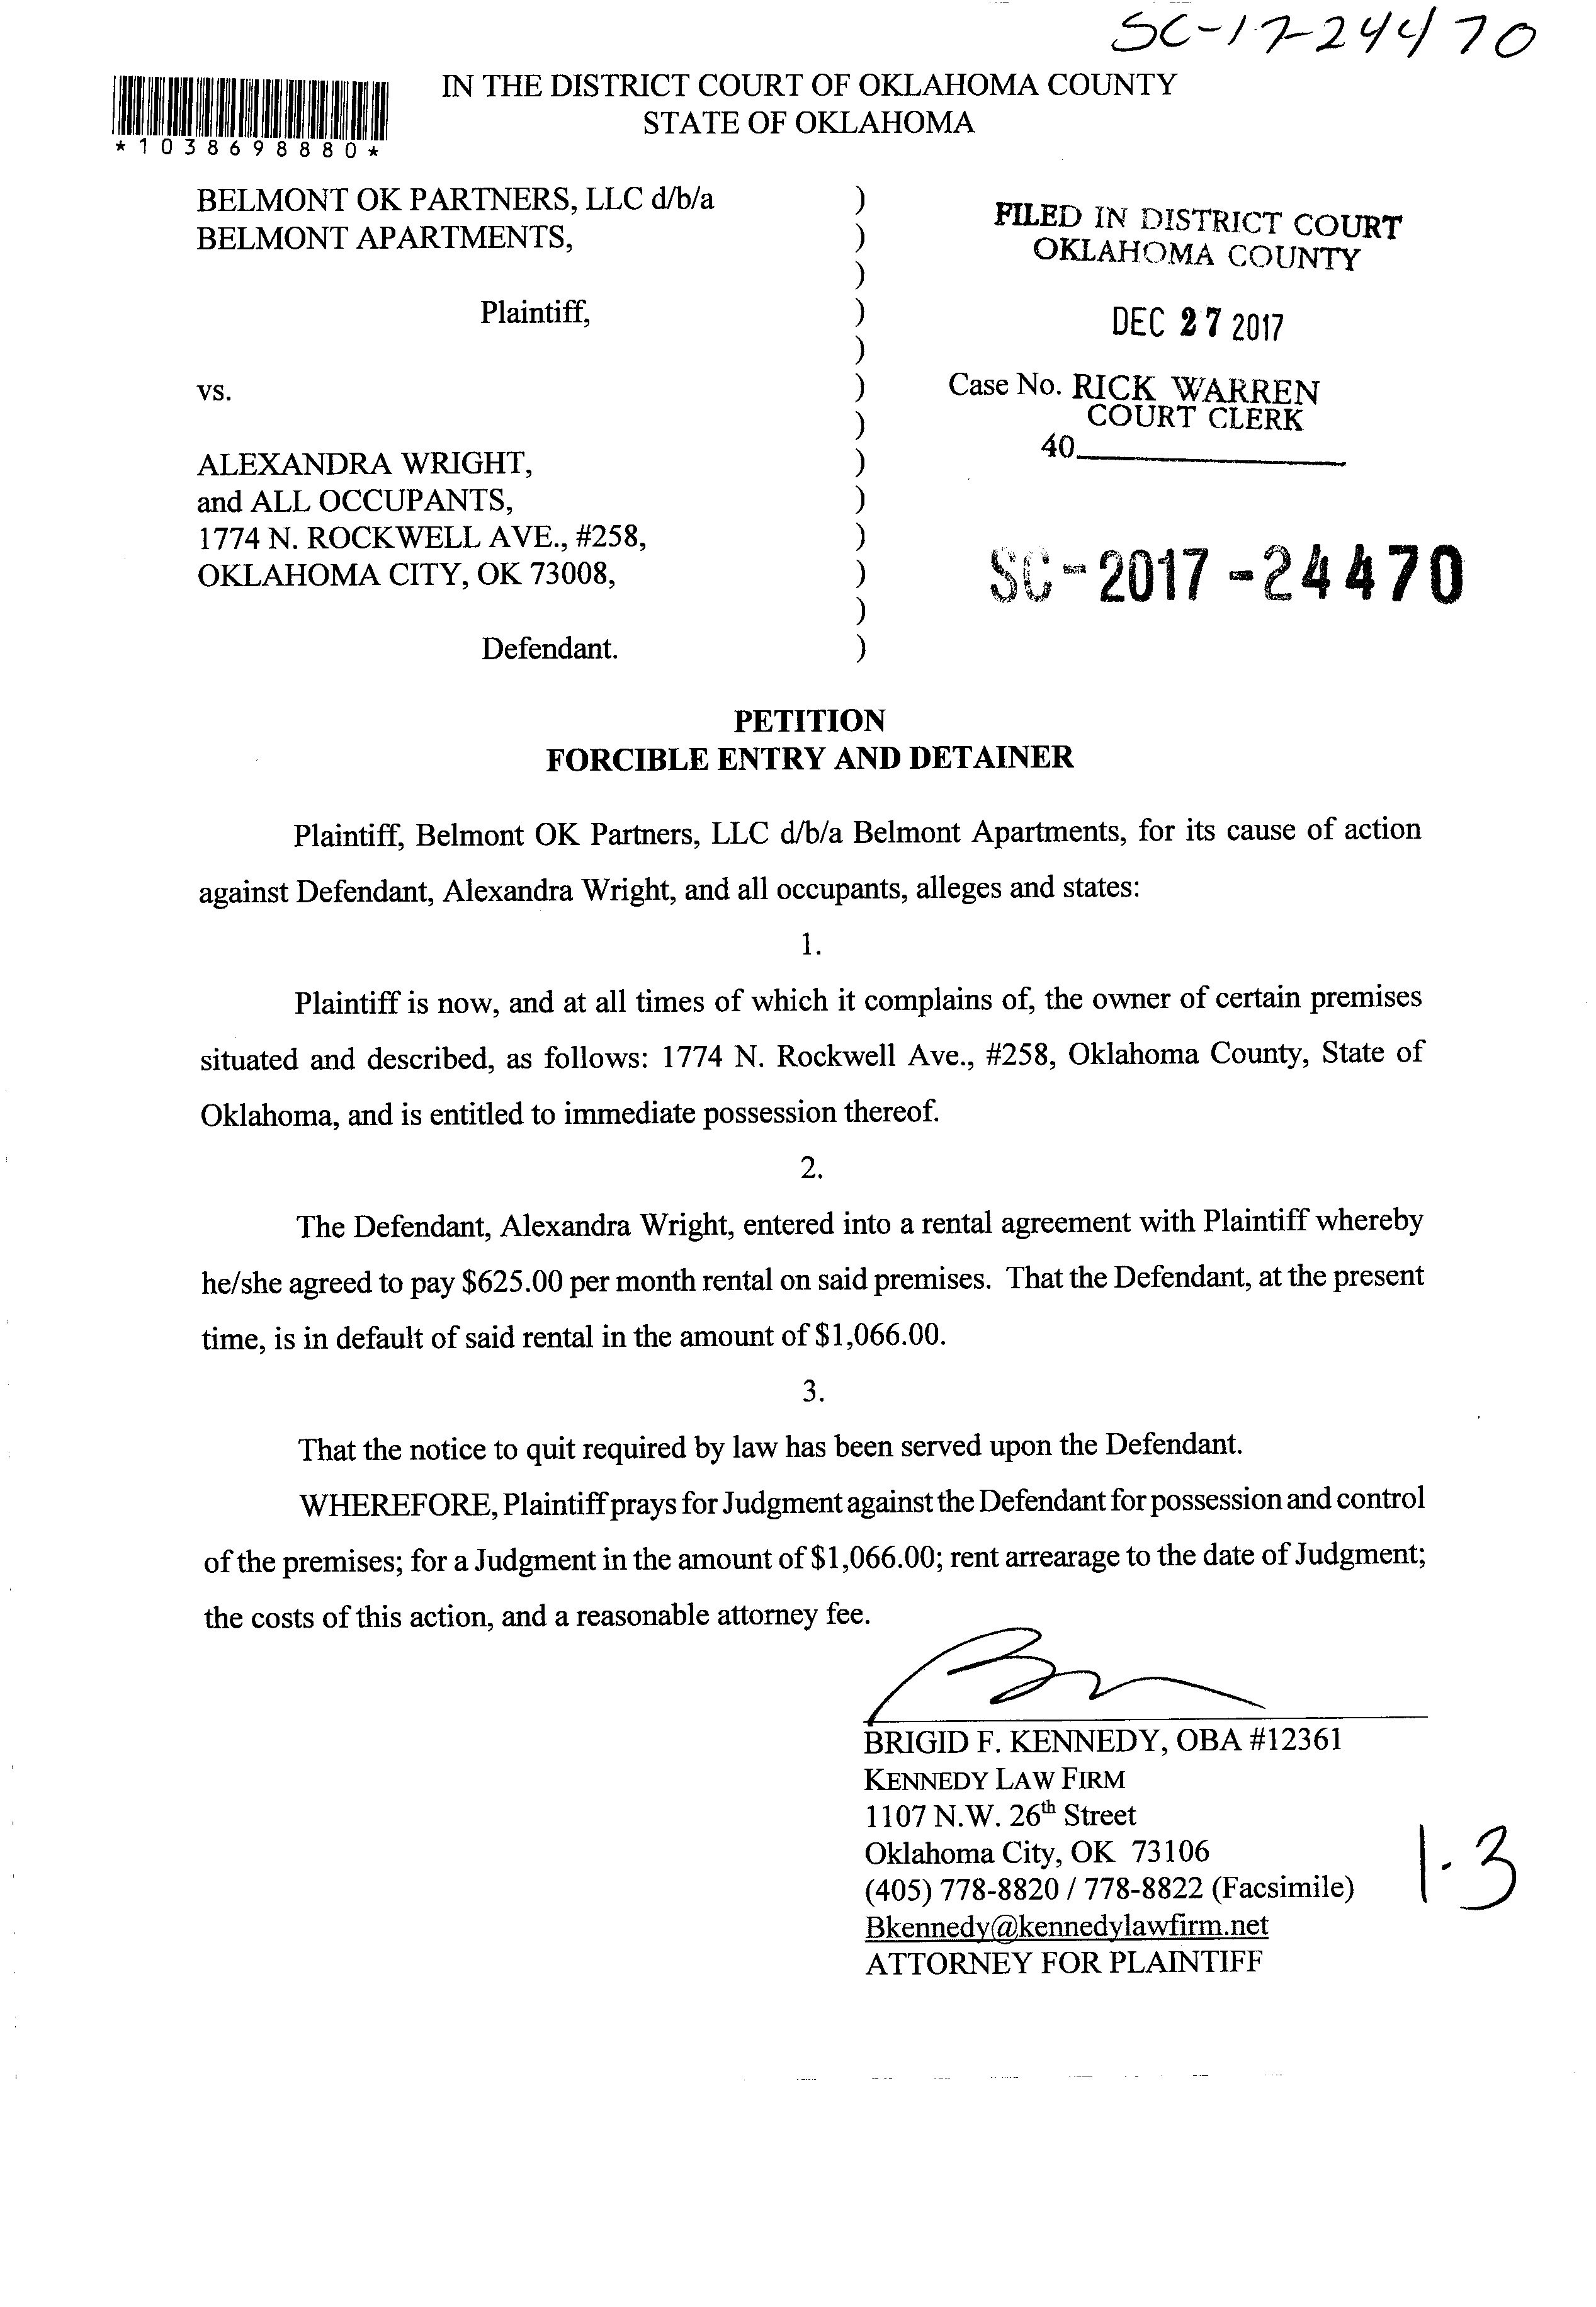 SC-17-24470
*1038698880*
IN THE DISTRICT COURT OF OKLAHOMA COUNTY
STATE OF OKLAHOMA
BELMONT OK PARTNERS, LLC d/b/a )
BELMONT APARTMENTS, )
)
Plaintiff, )
)
vs. )
)
ALEXANDRA WRIGHT, )
and ALL OCCUPANTS, )
1774 N. ROCKWELL AVE., #258, )
OKLAHOMA CITY, OK 73008, )
)
Defendant. )
FILED IN DISTRICT COURT
OKLAHOMA COUNTY
DEC 27 2017
Case No. RICK WARREN
COURT CLERK
40
SC-2017-24470
PETITION
FORCIBLE ENTRY AND DETAINER
Plaintiff, Belmont OK Partners, LLC d/b/a Belmont Apartments, for its cause of action
against Defendant, Alexandra Wright, and all occupants, alleges and states:
1.
Plaintiff is now, and at all times of which it complains of, the owner of certain premises
situated and described, as follows: 1774 N. Rockwell Ave., #258, Oklahoma County, State of
Oklahoma, and is entitled to immediate possession thereof.
2.
The Defendant, Alexandra Wright, entered into a rental agreement with Plaintiff whereby
he/she agreed to pay $625.00 per month rental on said premises. That the Defendant, at the present
time, is in default of said rental in the amount of $1,066.00.
3.
That the notice to quit required by law has been served upon the Defendant.
WHEREFORE, Plaintiff prays for Judgment against the Defendant for possession and control
of the premises; for a Judgment in the amount of $1,066.00; rent arrearage to the date of Judgment;
the costs of this action, and a reasonable attorney fee.
BRIGID F. KENNEDY, OBA #12361
KENNEDY LAW FIRM
1107 N.W. 26th Street
Oklahoma City, OK 73106
(405) 778-8820 / 778-8822 (Facsimile)
Bkennedy@kennedylawfirm.net
ATTORNEY FOR PLAINTIFF
1-3